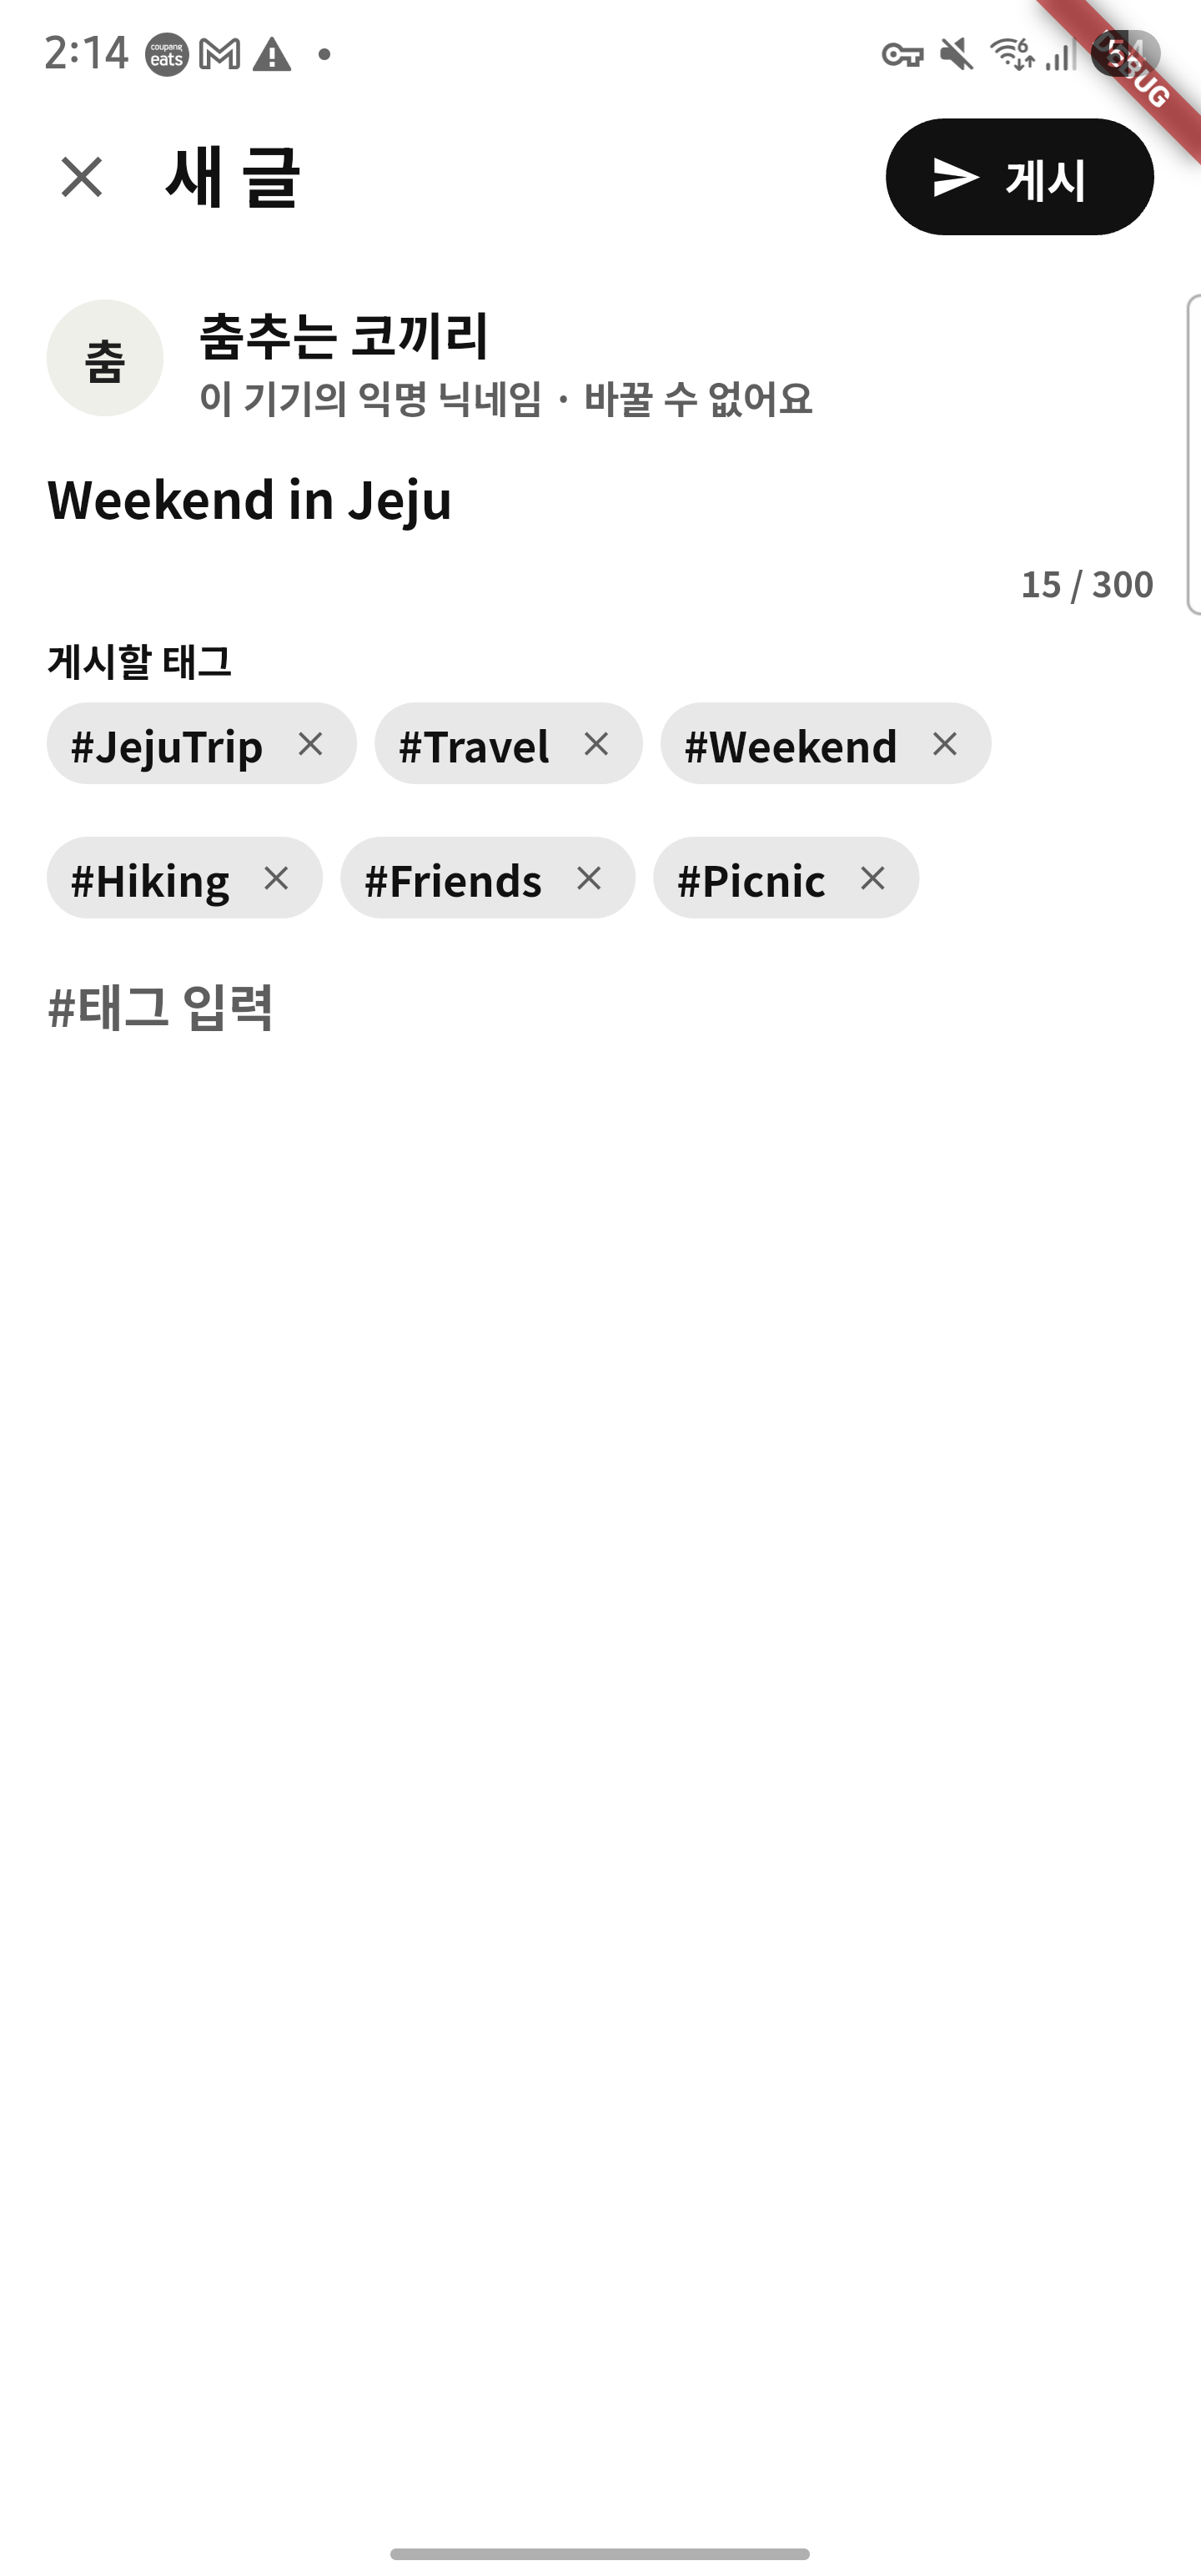 2:14 coupang eats
새 글
게시
춤
춤추는 코끼리
이 기기의 익명 닉네임 · 바꿀 수 없어요
Weekend in Jeju
15 / 300
게시할 태그
#JejuTrip #Travel #Weekend
#Hiking #Friends #Picnic
#태그 입력